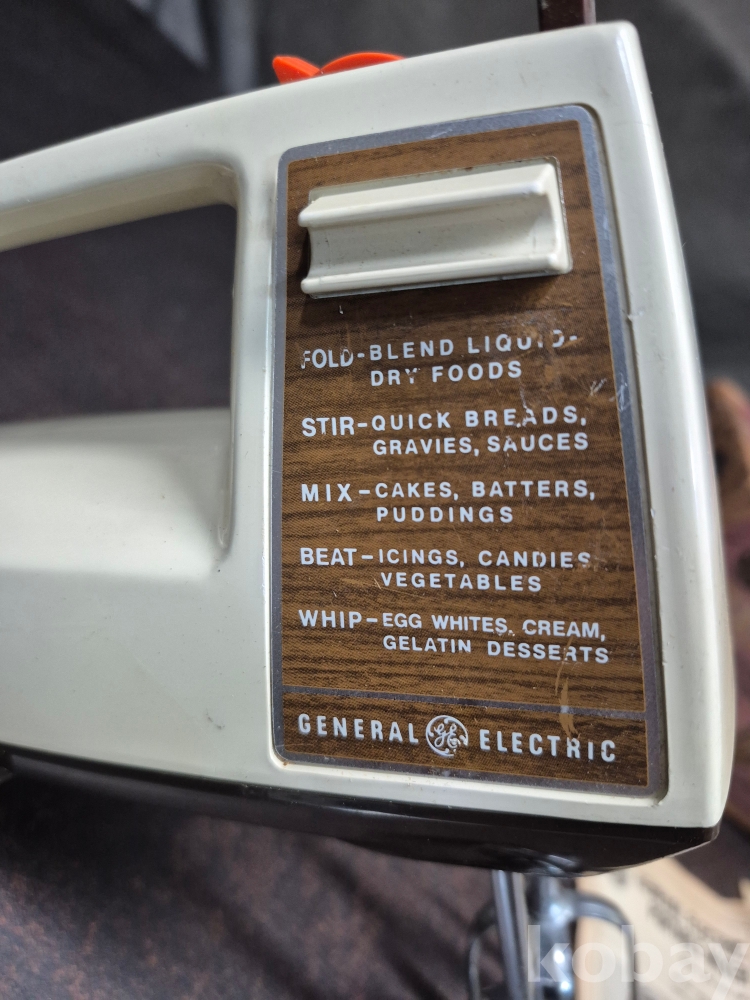 FOLD-BLEND LIQUID-
DRY FOODS
STIR-QUICK BREADS,
GRAVIES, SAUCES
MIX-CAKES, BATTERS,
PUDDINGS
BEAT-ICINGS, CANDIES
VEGETABLES
WHIP-EGG WHITES, CREAM,
GELATIN DESSERTS
GENERAL GE ELECTRIC
kobay